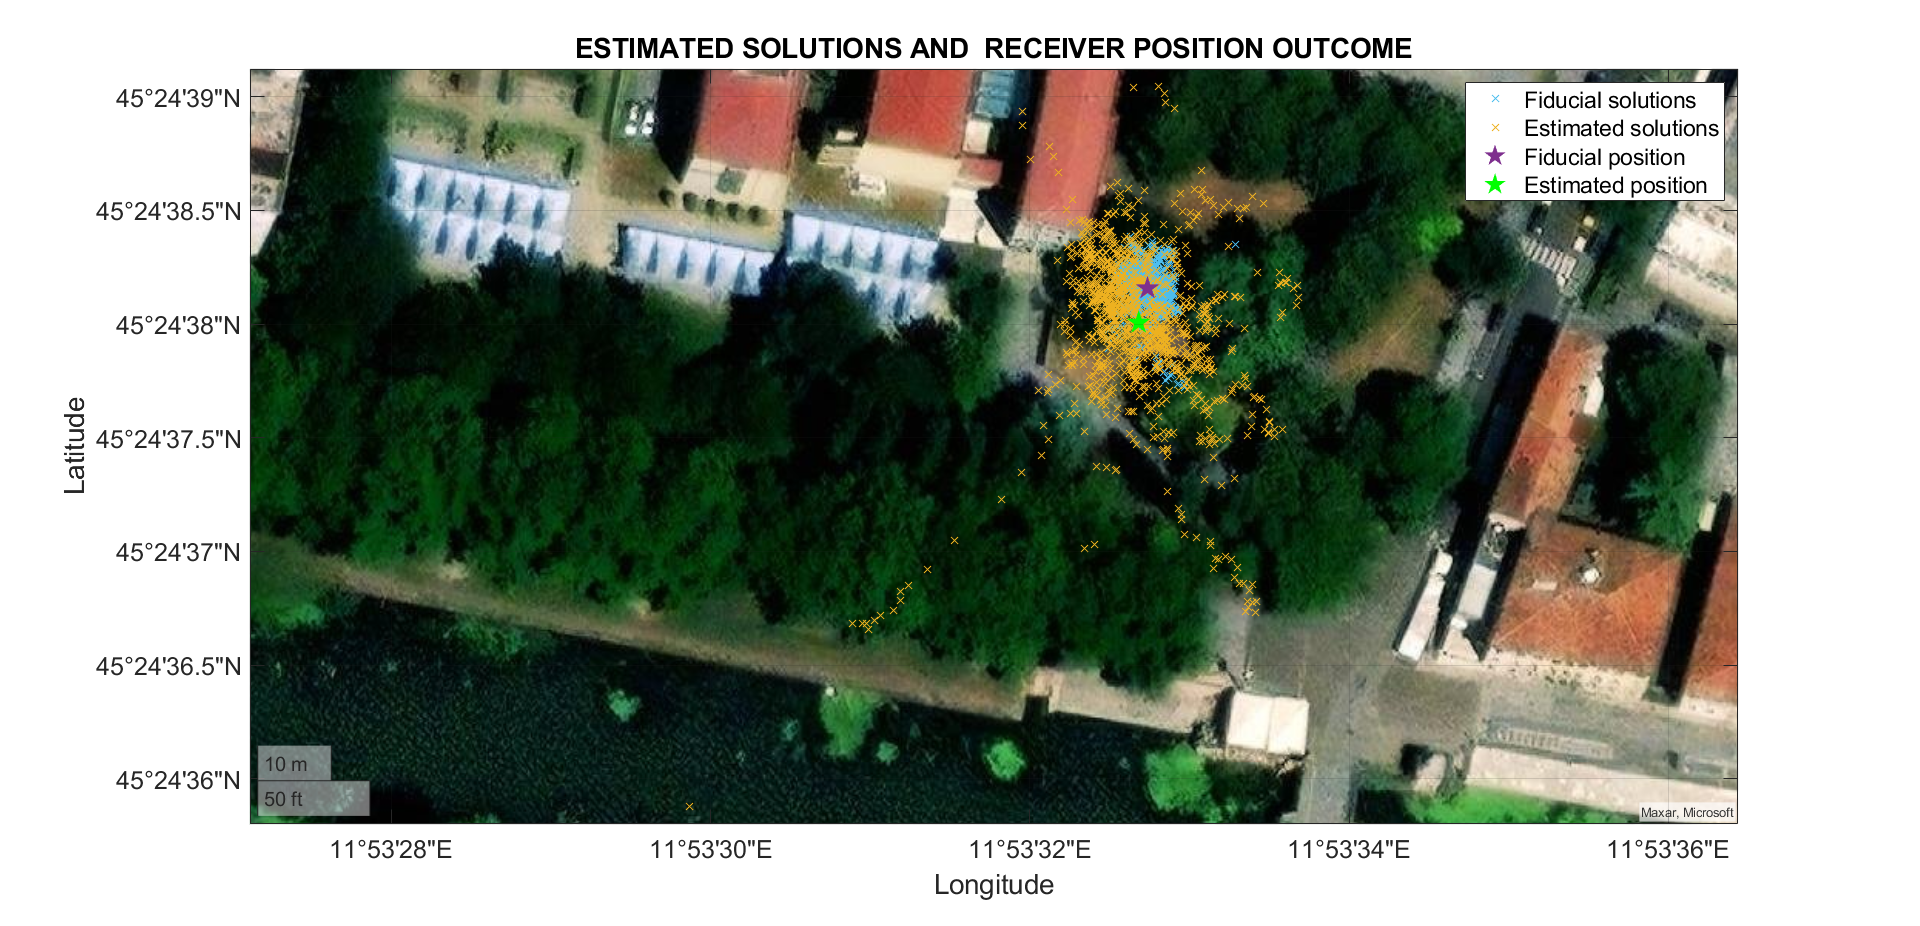 ESTIMATED SOLUTIONS AND  RECEIVER POSITION OUTCOME
Fiducial solutions
Estimated solutions
Fiducial position
Estimated position
45°24'39"N
45°24'38.5"N
45°24'38"N
45°24'37.5"N
45°24'37"N
45°24'36.5"N
45°24'36"N
Latitude
10 m
50 ft
Maxar, Microsoft
11°53'28"E
11°53'30"E
11°53'32"E
11°53'34"E
11°53'36"E
Longitude